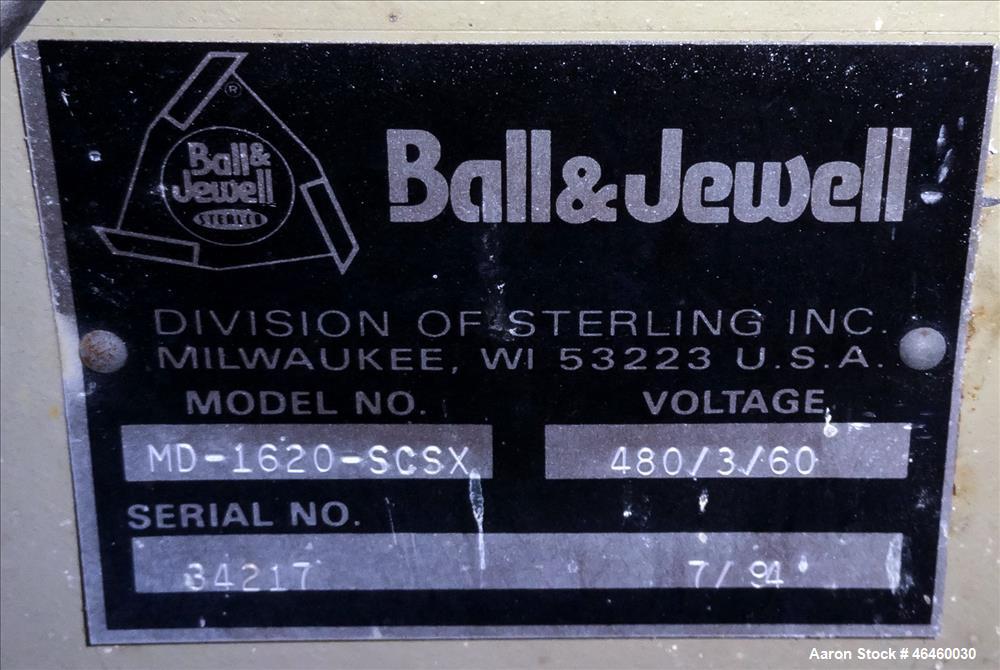 ®
Ball&
Jewell
STERLCO
Ball&Jewell
DIVISION OF STERLING INC.
MILWAUKEE, WI 53223 U.S.A.
MODEL NO. VOLTAGE
MD-1620-SCSX 480/3/60
SERIAL NO.
34217 7/94
Aaron Stock # 46460030